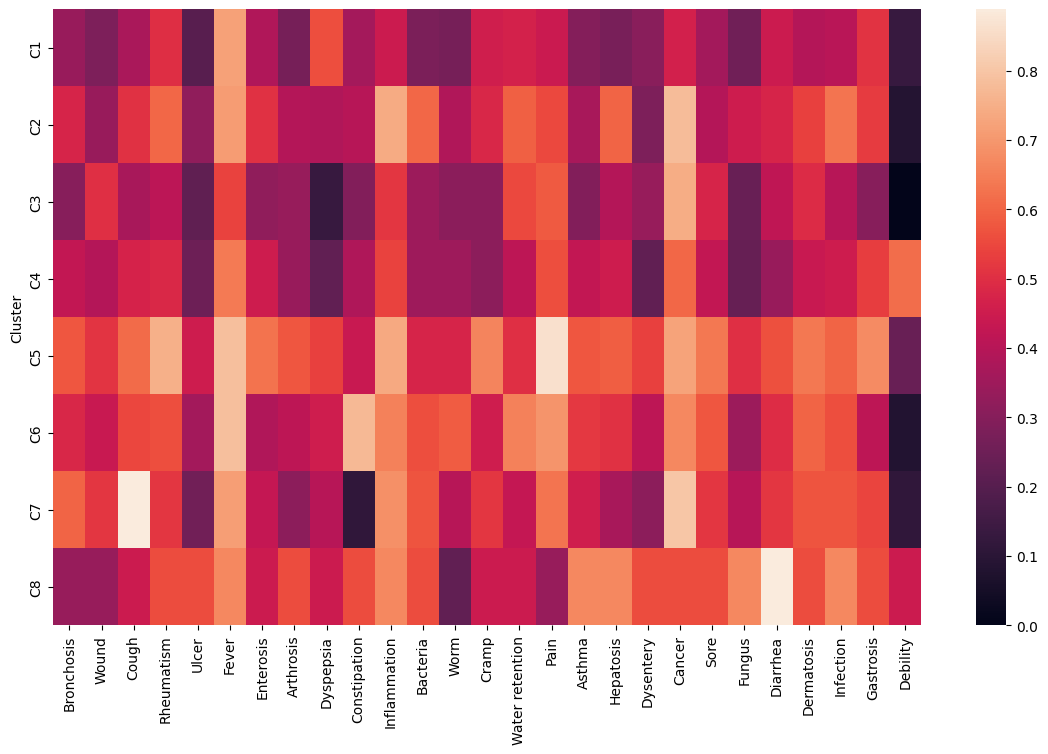 Cluster
C1
C2
C3
C4
C5
C6
C7
C8
Bronchosis
Wound
Cough
Rheumatism
Ulcer
Fever
Enterosis
Arthrosis
Dyspepsia
Constipation
Inflammation
Bacteria
Worm
Cramp
Water retention
Pain
Asthma
Hepatosis
Dysentery
Cancer
Sore
Fungus
Diarrhea
Dermatosis
Infection
Gastrosis
Debility
0.8
0.7
0.6
0.5
0.4
0.3
0.2
0.1
0.0